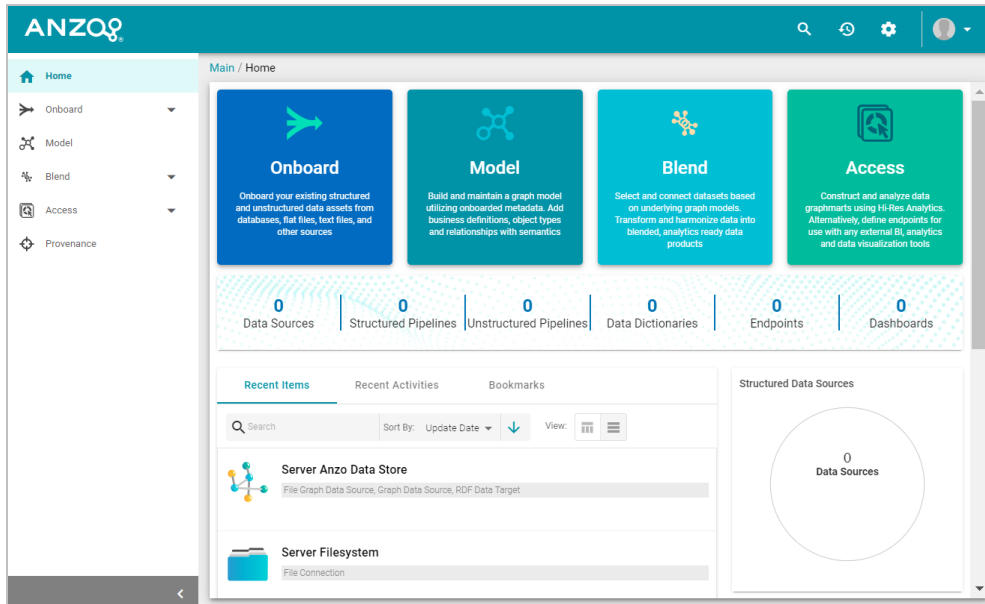 ANZO®
Home
Onboard
Model
Blend
Access
Provenance
Main / Home
Onboard
Onboard your existing structured
and unstructured data assets from
databases, flat files, text files, and
other sources
Model
Build and maintain a graph model
utilizing onboarded metadata. Add
business definitions, object types
and relationships with semantics
Blend
Select and connect datasets based
on underlying graph models.
Transform and harmonize data into
blended, analytics ready data
products
Access
Construct and analyze data
graphmarts using Hi-Res Analytics.
Alternatively, define endpoints for
use with any external BI, analytics
and data visualization tools
0
Data Sources
0
Structured Pipelines
0
Unstructured Pipelines
0
Data Dictionaries
0
Endpoints
0
Dashboards
Recent Items Recent Activities Bookmarks
Search Sort By: Update Date View:
Server Anzo Data Store
File Graph Data Source, Graph Data Source, RDF Data Target
Server Filesystem
File Connection
Structured Data Sources
0
Data Sources